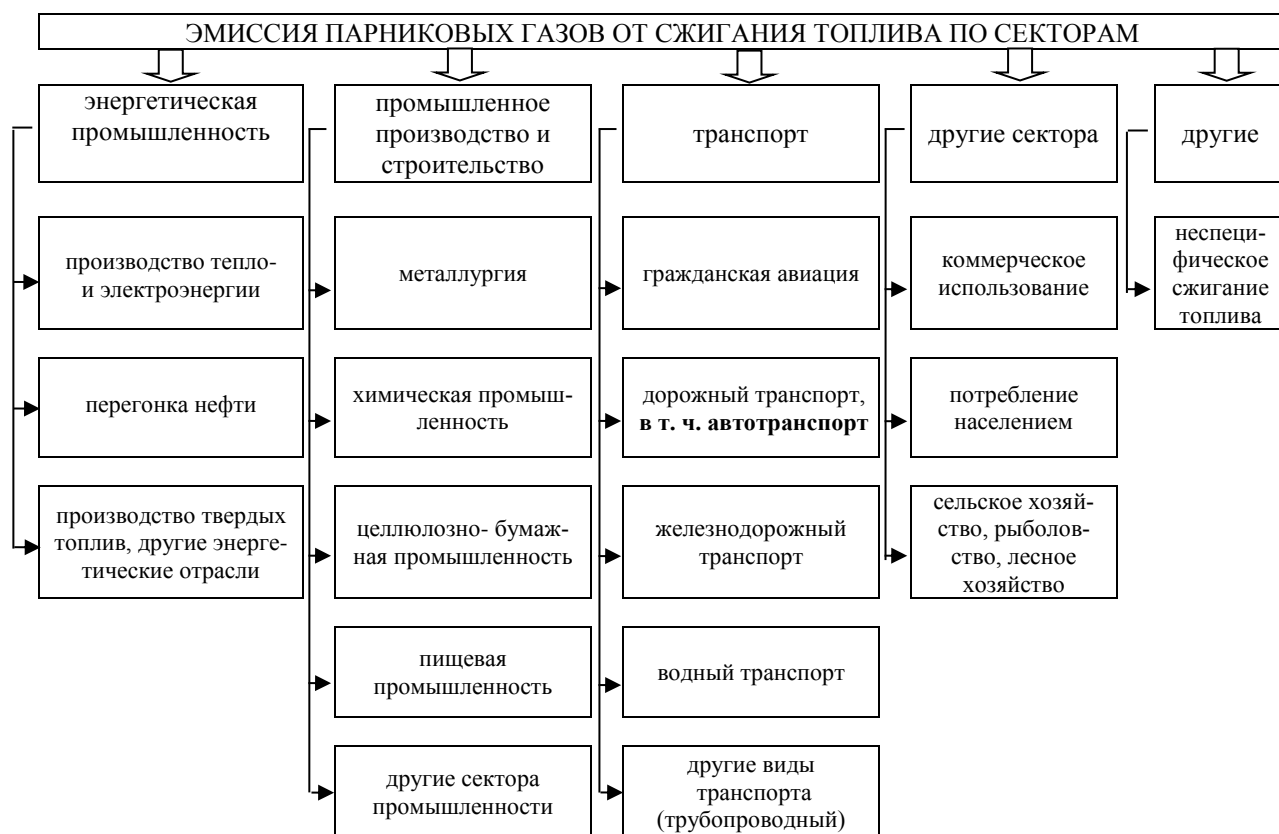 ЭМИССИЯ ПАРНИКОВЫХ ГАЗОВ ОТ СЖИГАНИЯ ТОПЛИВА ПО СЕКТОРАМ
энергетическая
промышленность
промышленное
производство и
строительство
транспорт
другие сектора
другие
производство тепло-
и электроэнергии
металлургия
гражданская авиация
коммерческое
использование
неспеци-
фическое
сжигание
топлива
перегонка нефти
химическая промыш-
ленность
дорожный транспорт,
в т. ч. автотранспорт
потребление
населением
производство твердых
топлив, другие энерге-
тические отрасли
целлюлозно- бумаж-
ная промышленность
железнодорожный
транспорт
сельское хозяй-
ство, рыболов-
ство, лесное
хозяйство
пищевая
промышленность
водный транспорт
другие сектора
промышленности
другие виды
транспорта
(трубопроводный)